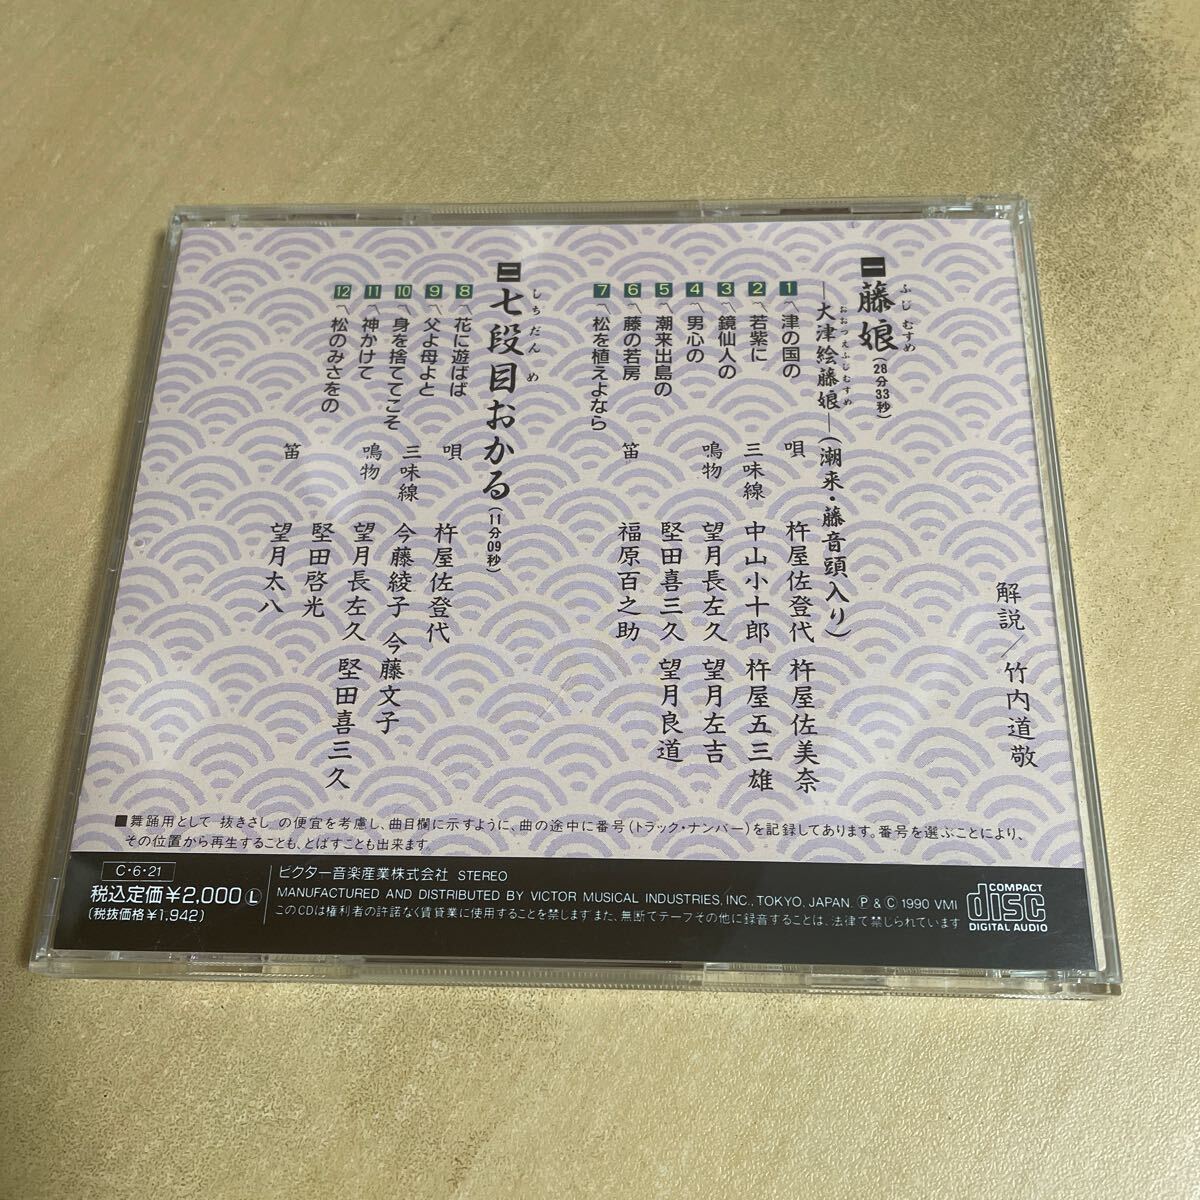 解説／竹内道敬
一 藤娘（28分33秒）
ふじ むすめ
―大津絵藤娘―（潮来・藤音頭入り）
おおつえふじむすめ
1 〽津の国の
2 〽若紫に
3 〽鏡仙人の
4 〽男心の
5 〽潮来出島の
6 〽藤の若房
7 〽松を植えよなら
唄 杵屋佐登代 杵屋佐美奈
三味線 中山小十郎 杵屋五三雄
鳴物 望月長左久 望月左吉
堅田喜三久 望月良道
笛 福原百之助
二 七段目おかる（11分09秒）
しち だん め
8 〽花に遊ばば
9 〽父よ母よと
10 〽身を捨ててこそ
11 〽神かけて
12 〽松のみさをの
唄 杵屋佐登代
三味線 今藤綾子 今藤文子
鳴物 望月長左久 堅田喜三久
堅田啓光
笛 望月太八
■舞踊用として"抜きさし"の便宜を考慮し、曲目欄に示すように、曲の途中に番号（トラック・ナンバー）を記録してあります。番号を選ぶことにより、
その位置から再生することも、とばすことも出来ます。
C・6・21
税込定価¥2,000 Ⓛ
（税抜価格¥1,942）
ビクター音楽産業株式会社 STEREO
MANUFACTURED AND DISTRIBUTED BY VICTOR MUSICAL INDUSTRIES, INC., TOKYO, JAPAN. Ⓟ & © 1990 VMI
このCDは権利者の許諾なく賃貸業に使用することを禁じます また、無断でテープその他に録音することは、法律で禁じられています
COMPACT
disc
DIGITAL AUDIO